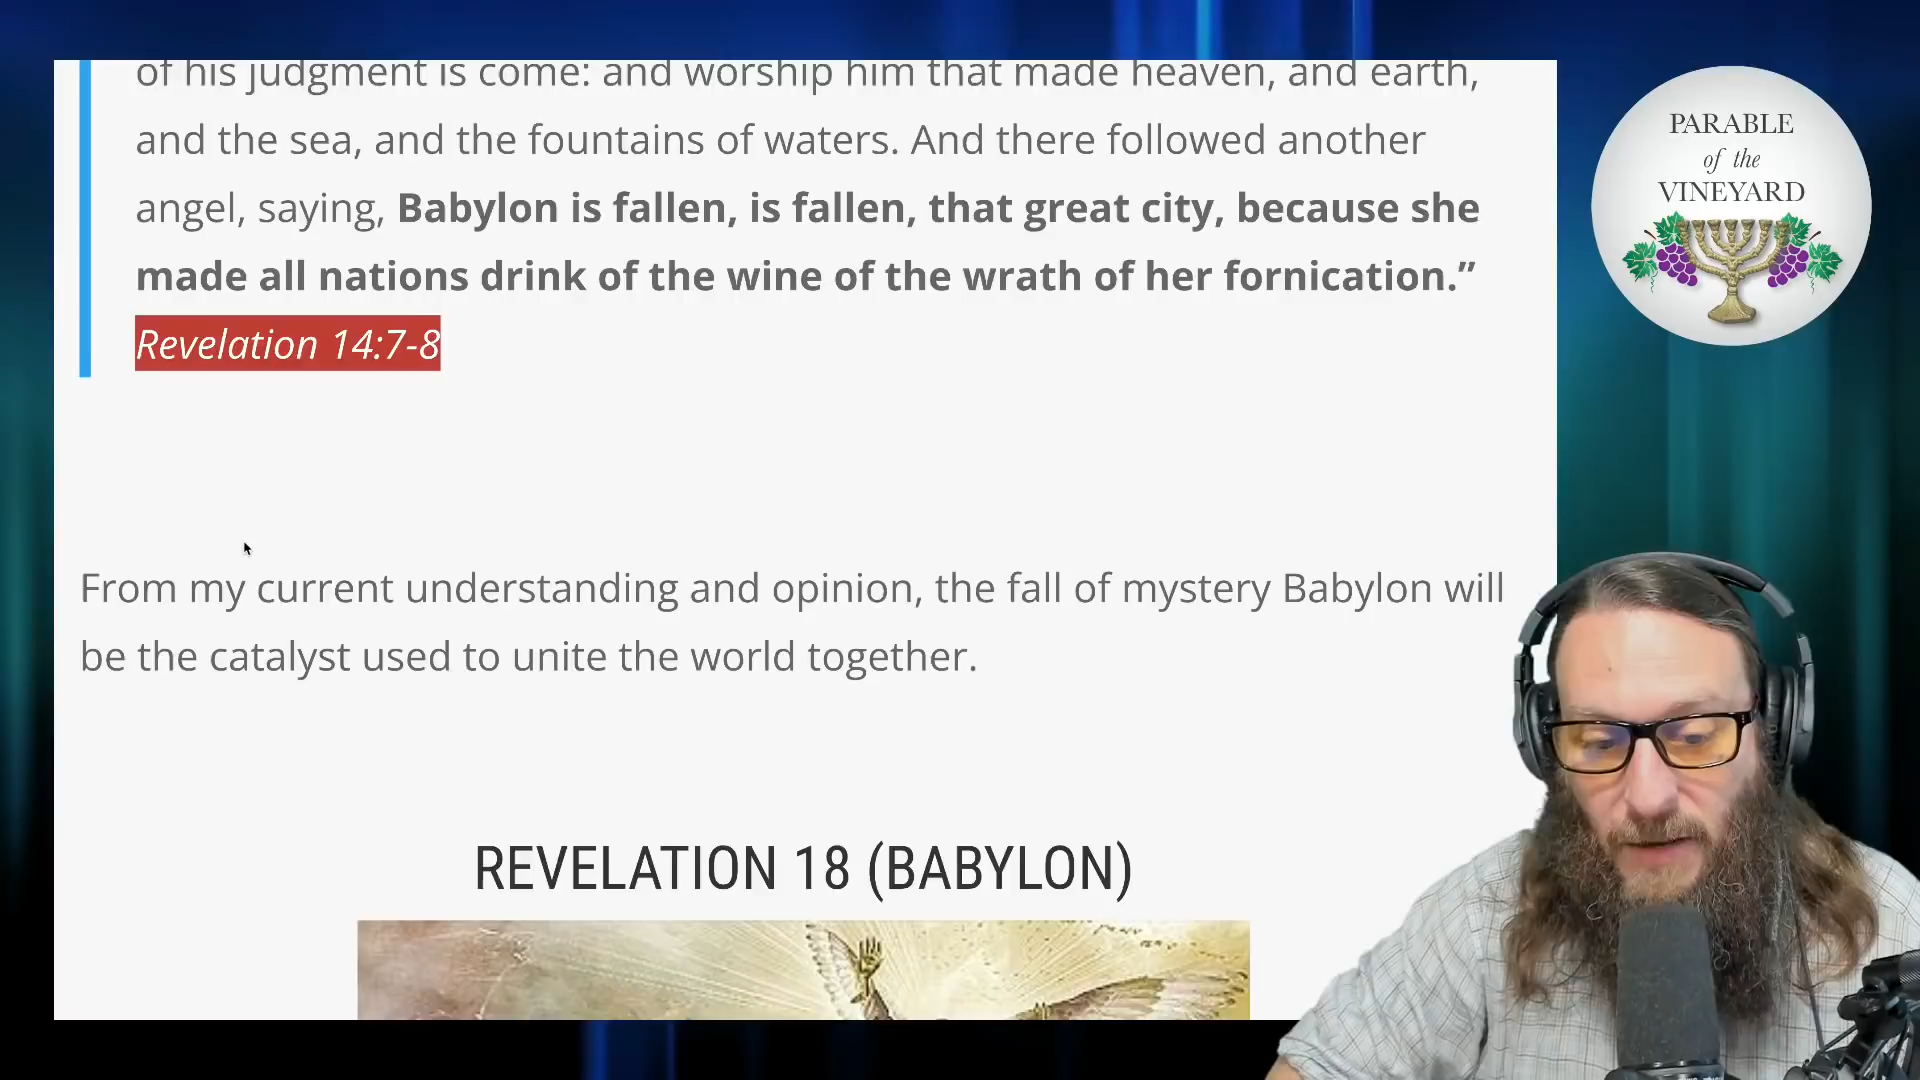 of his judgment is come: and worship him that made heaven, and earth,
and the sea, and the fountains of waters. And there followed another
angel, saying, Babylon is fallen, is fallen, that great city, because she
made all nations drink of the wine of the wrath of her fornication.”
Revelation 14:7-8
From my current understanding and opinion, the fall of mystery Babylon will
be the catalyst used to unite the world together.
REVELATION 18 (BABYLON)
PARABLE
of the
VINEYARD